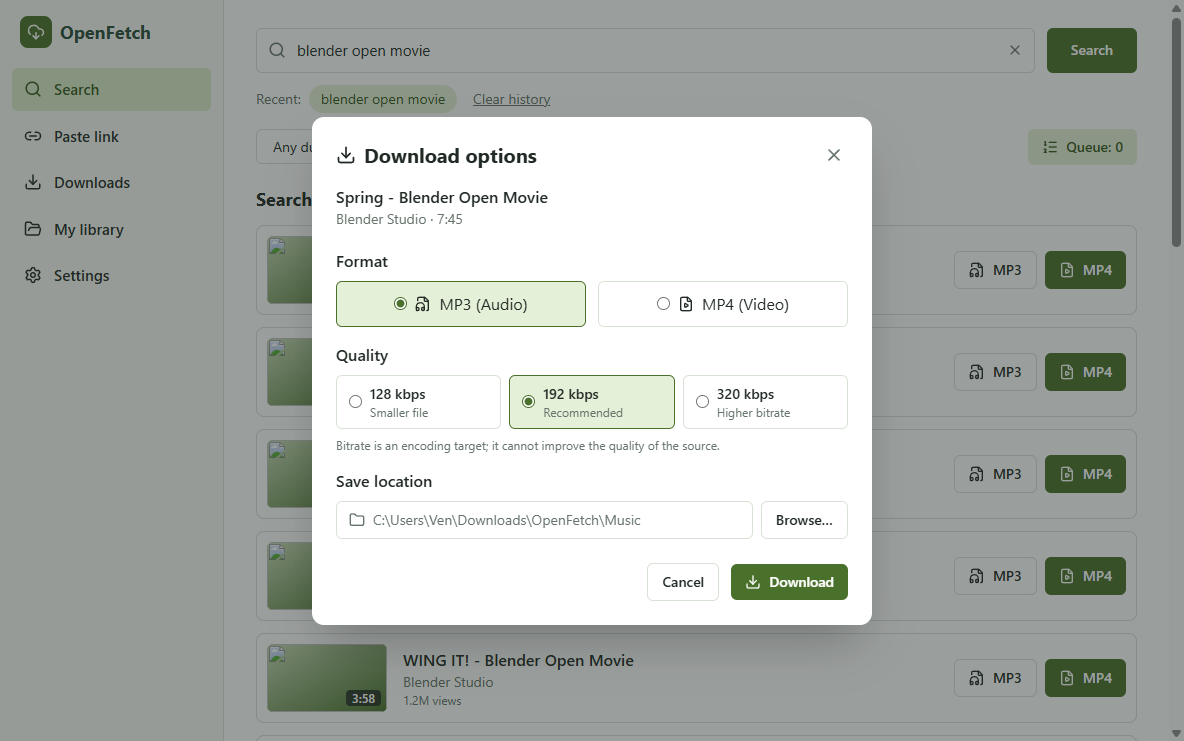 OpenFetch
Search
Paste link
Downloads
My library
Settings
blender open movie
Search
Recent: blender open movie Clear history
Any du
Queue: 0
Search
Download options
Spring - Blender Open Movie
Blender Studio · 7:45
Format
MP3 (Audio)
MP4 (Video)
Quality
128 kbps
Smaller file
192 kbps
Recommended
320 kbps
Higher bitrate
Bitrate is an encoding target; it cannot improve the quality of the source.
Save location
C:\Users\Ven\Downloads\OpenFetch\Music
Browse...
Cancel
Download
MP3 MP4
MP3 MP4
MP3 MP4
MP3 MP4
3:58
WING IT! - Blender Open Movie
Blender Studio
1.2M views
MP3 MP4